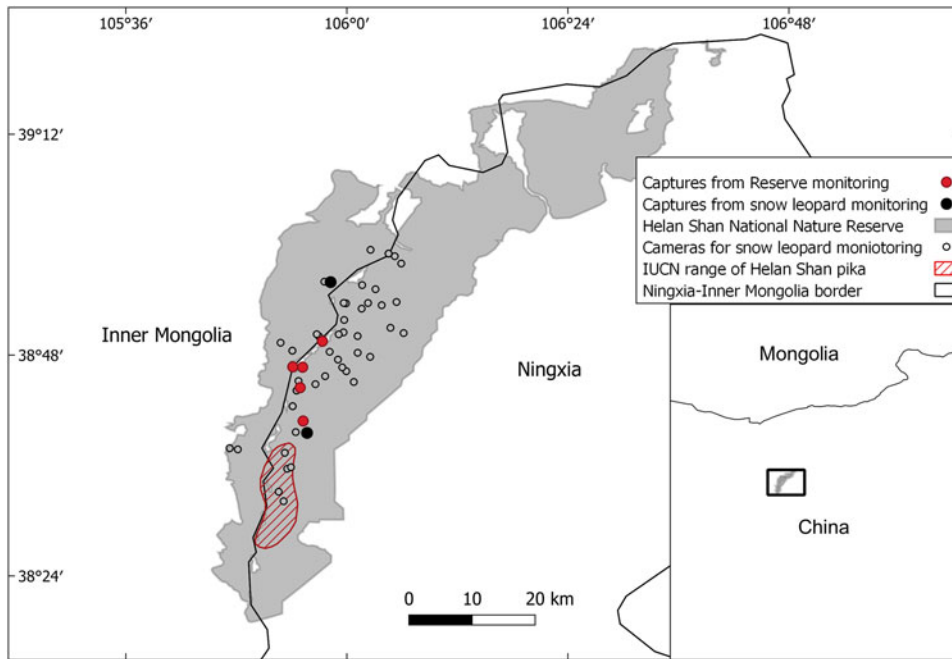 105°36′ 106°0′ 106°24′ 106°48′
39°12′
Captures from Reserve monitoring
Captures from snow leopard monitoring
Helan Shan National Nature Reserve
Cameras for snow leopard moniotoring
IUCN range of Helan Shan pika
Ningxia-Inner Mongolia border
Inner Mongolia
38°48′
Ningxia
Mongolia
China
38°24′
0 10 20 km